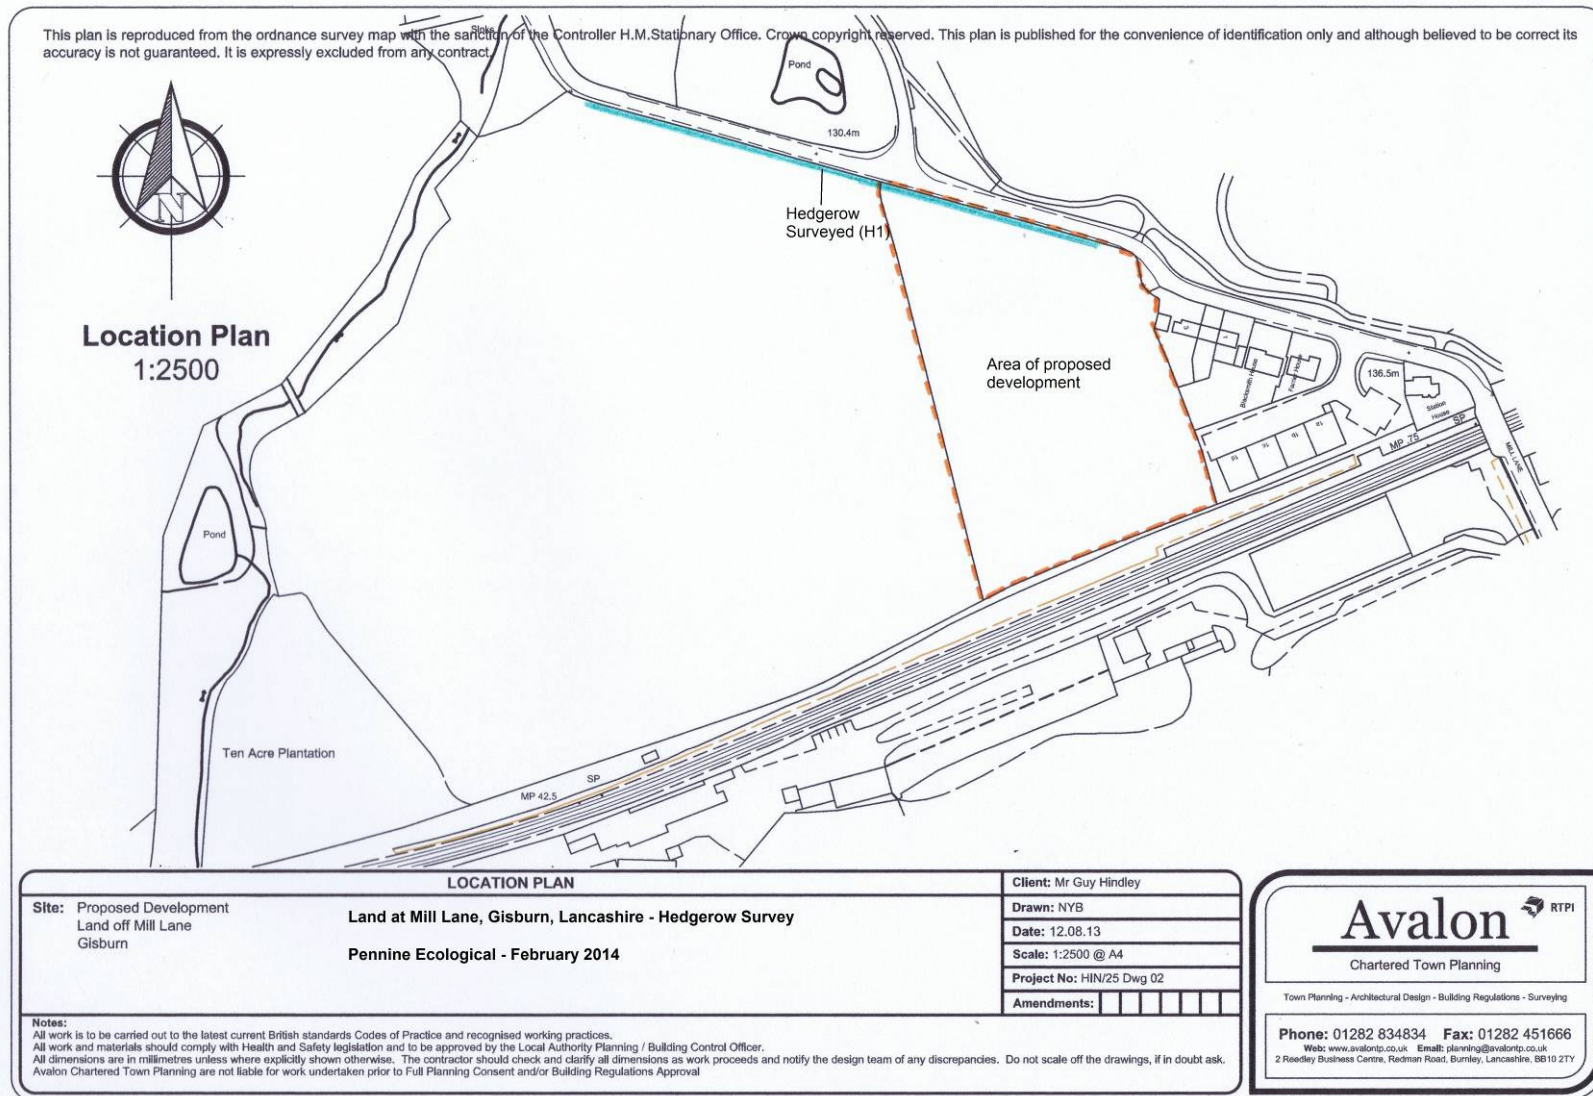 This plan is reproduced from the ordnance survey map with the sanction of the Controller H.M.Stationary Office. Crown copyright reserved. This plan is published for the convenience of identification only and although believed to be correct its
accuracy is not guaranteed. It is expressly excluded from any contract.
Sinks
Pond
130.4m
N
Hedgerow
Surveyed (H1)
Location Plan
1:2500
Area of proposed
development
Blacksmith House
Farrier House
136.5m
Station
House
MP .75
SP
MILL LANE
Pond
Ten Acre Plantation
SP
MP 42.5
LOCATION PLAN
Site: Proposed Development
Land off Mill Lane
Gisburn
Land at Mill Lane, Gisburn, Lancashire - Hedgerow Survey
Pennine Ecological - February 2014
Client: Mr Guy Hindley
Drawn: NYB
Date: 12.08.13
Scale: 1:2500 @ A4
Project No: HIN/25 Dwg 02
Amendments:
Notes:
All work is to be carried out to the latest current British standards Codes of Practice and recognised working practices.
All work and materials should comply with Health and Safety legislation and to be approved by the Local Authority Planning / Building Control Officer.
All dimensions are in millimetres unless where explicitly shown otherwise. The contractor should check and clarify all dimensions as work proceeds and notify the design team of any discrepancies. Do not scale off the drawings, if in doubt ask.
Avalon Chartered Town Planning are not liable for work undertaken prior to Full Planning Consent and/or Building Regulations Approval
Avalon
RTPI
Chartered Town Planning
Town Planning - Architectural Design - Building Regulations - Surveying
Phone: 01282 834834 Fax: 01282 451666
Web: www.avalontp.co.uk Email: planning@avalontp.co.uk
2 Reedley Business Centre, Redman Road, Burnley, Lancashire, BB10 2TY